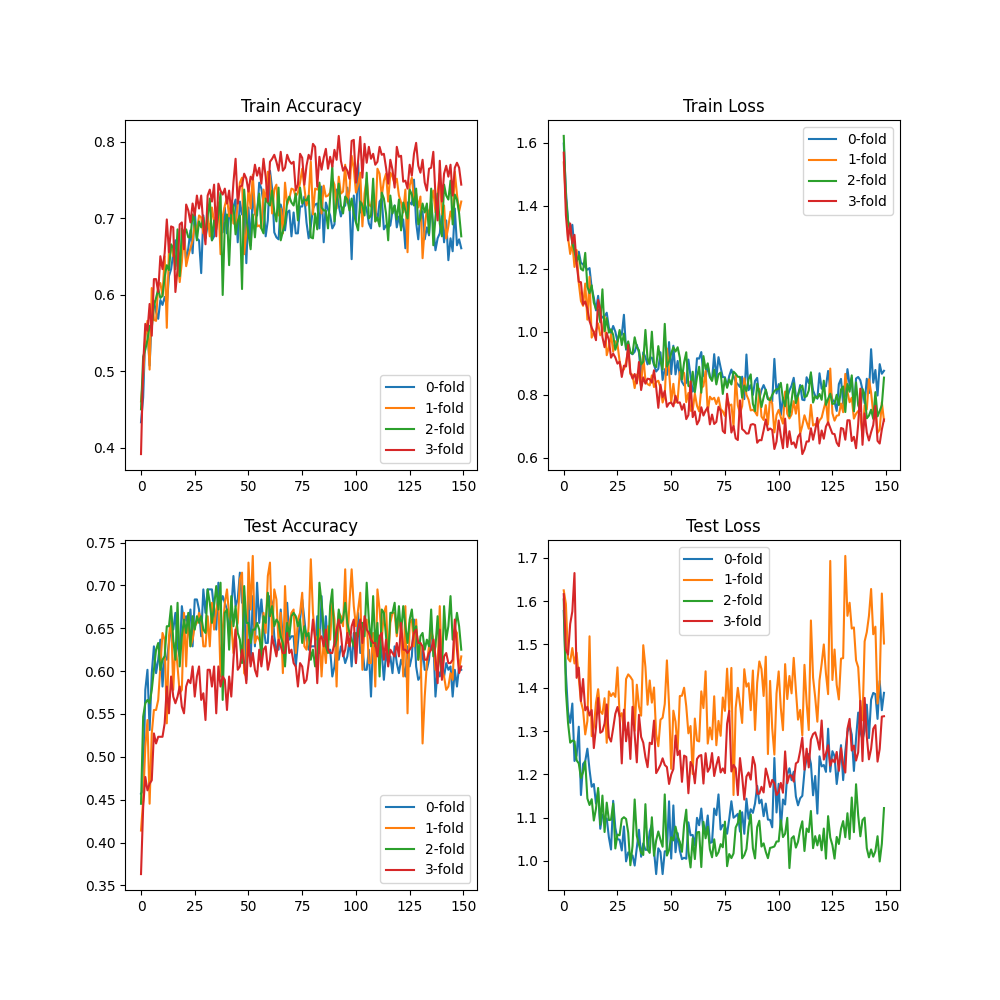 Train Accuracy
0.8
0.7
0.6
0.5
0.4
0 25 50 75 100 125 150
0-fold
1-fold
2-fold
3-fold
Train Loss
1.6
1.4
1.2
1.0
0.8
0.6
0 25 50 75 100 125 150
0-fold
1-fold
2-fold
3-fold
Test Accuracy
0.75
0.70
0.65
0.60
0.55
0.50
0.45
0.40
0.35
0 25 50 75 100 125 150
0-fold
1-fold
2-fold
3-fold
Test Loss
1.7
1.6
1.5
1.4
1.3
1.2
1.1
1.0
0 25 50 75 100 125 150
0-fold
1-fold
2-fold
3-fold